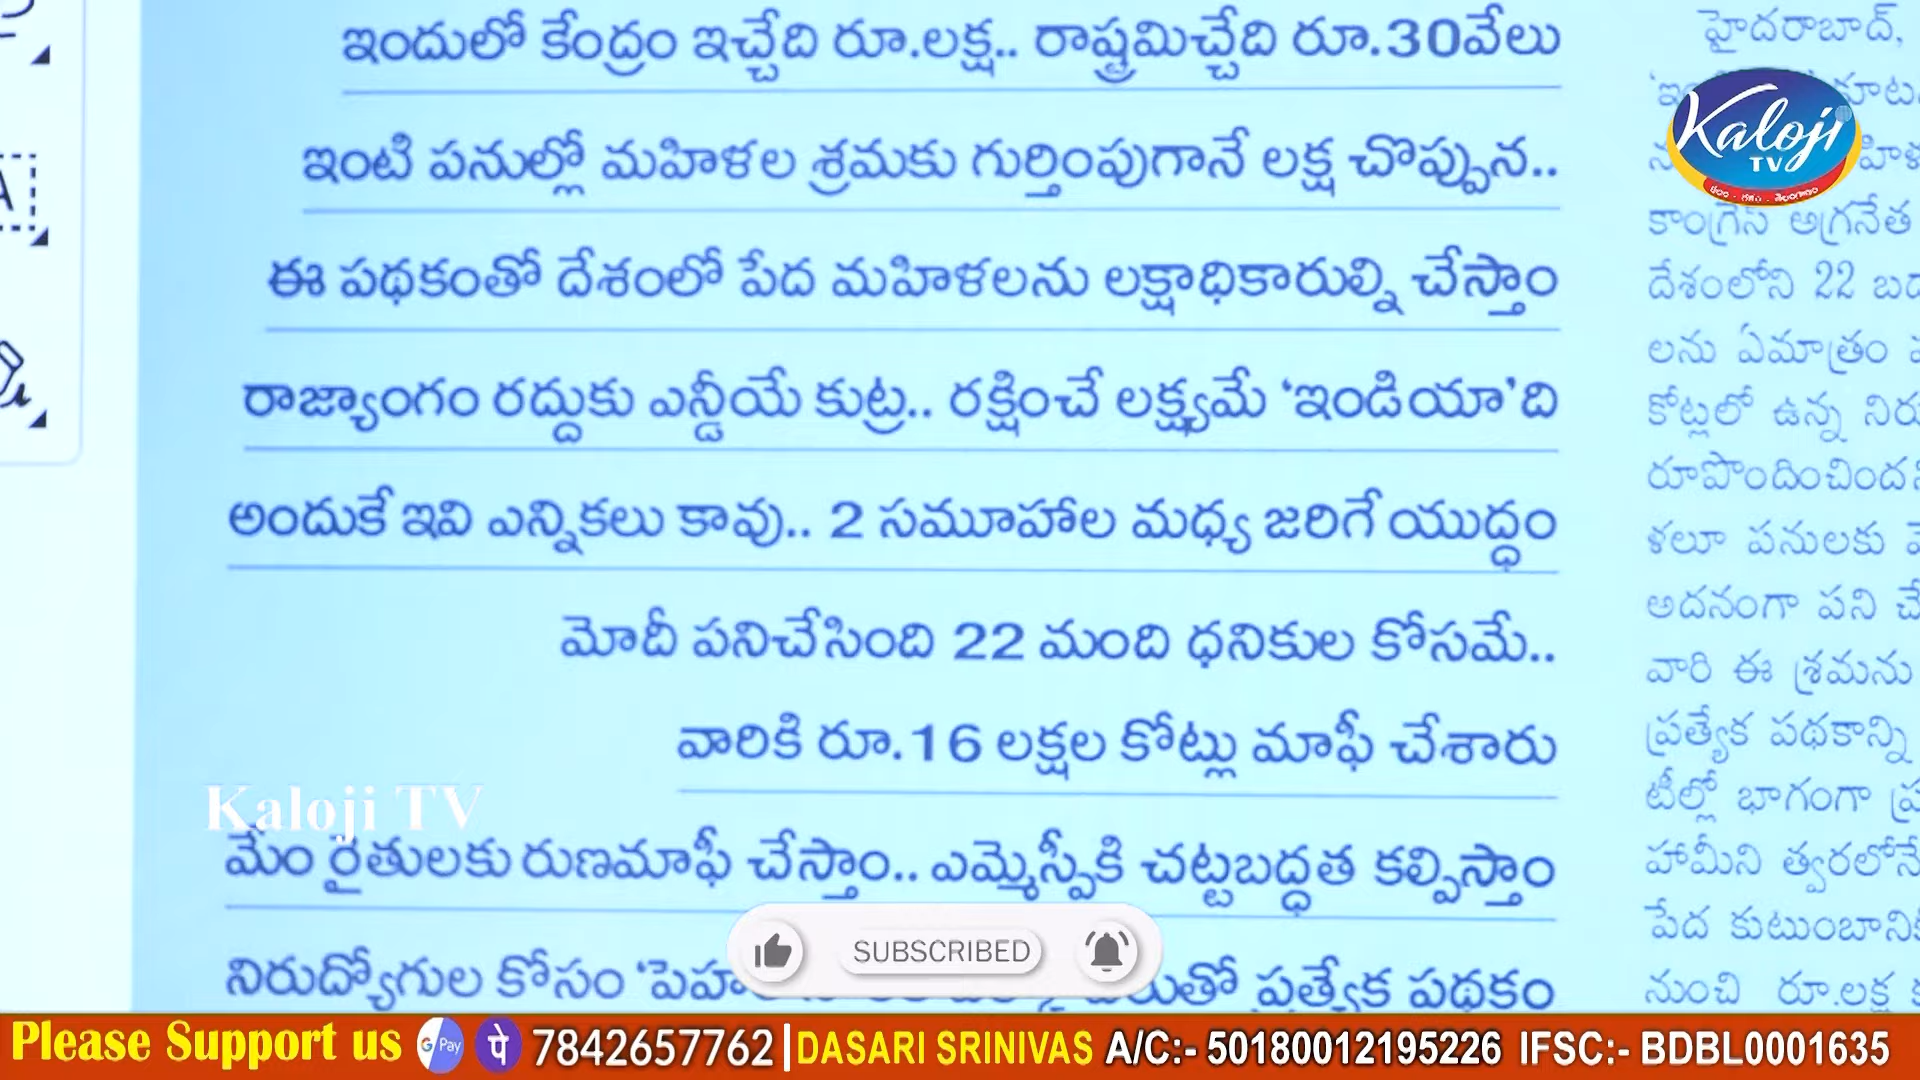 ఇందులో కేంద్రం ఇచ్చేది రూ.లక్ష.. రాష్ట్రమిచ్చేది రూ.30వేలు
ఇంటి పనుల్లో మహిళల శ్రమకు గుర్తింపుగానే లక్ష చొప్పున..
ఈ పథకంతో దేశంలో పేద మహిళలను లక్షాధికారుల్ని చేస్తాం
రాజ్యాంగం రద్దుకు ఎన్డీయే కుట్ర.. రక్షించే లక్ష్యమే ‘ఇండియా’ది
అందుకే ఇవి ఎన్నికలు కావు.. 2 సమూహాల మధ్య జరిగే యుద్ధం
మోదీ పనిచేసింది 22 మంది ధనికుల కోసమే..
వారికి రూ.16 లక్షల కోట్లు మాఫీ చేశారు
మేం రైతులకు రుణమాఫీ చేస్తాం.. ఎమ్మెస్పీకి చట్టబద్ధత కల్పిస్తాం
నిరుద్యోగుల కోసం ప్రత్యేక పథకం
హైదరాబాద్,
కాంగ్రెస్ అగ్రనేత
దేశంలోని 22
లను ఏమాత్రం
కోట్లలో ఉన్న
రూపొందించింద
ళలూ పనులకు
అదనంగా పని
వారి ఈ శ్రమను
ప్రత్యేక పథకాన్ని
టీల్లో భాగంగా
హామీని త్వరలోనే
పేద
నుంచి రూ.లక్ష
Kaloji
TV
Kaloji TV
SUBSCRIBED
Please Support us G Pay పే 7842657762 | DASARI SRINIVAS A/C:- 50180012195226 IFSC:- BDBL0001635